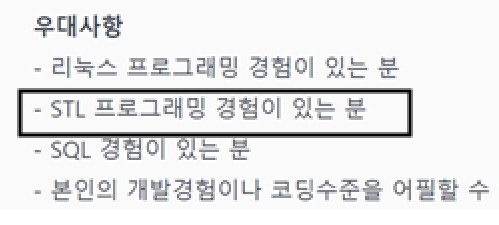 우대사항
- 리눅스 프로그래밍 경험이 있는 분
- STL 프로그래밍 경험이 있는 분
- SQL 경험이 있는 분
- 본인의 개발경험이나 코딩수준을 어필할 수